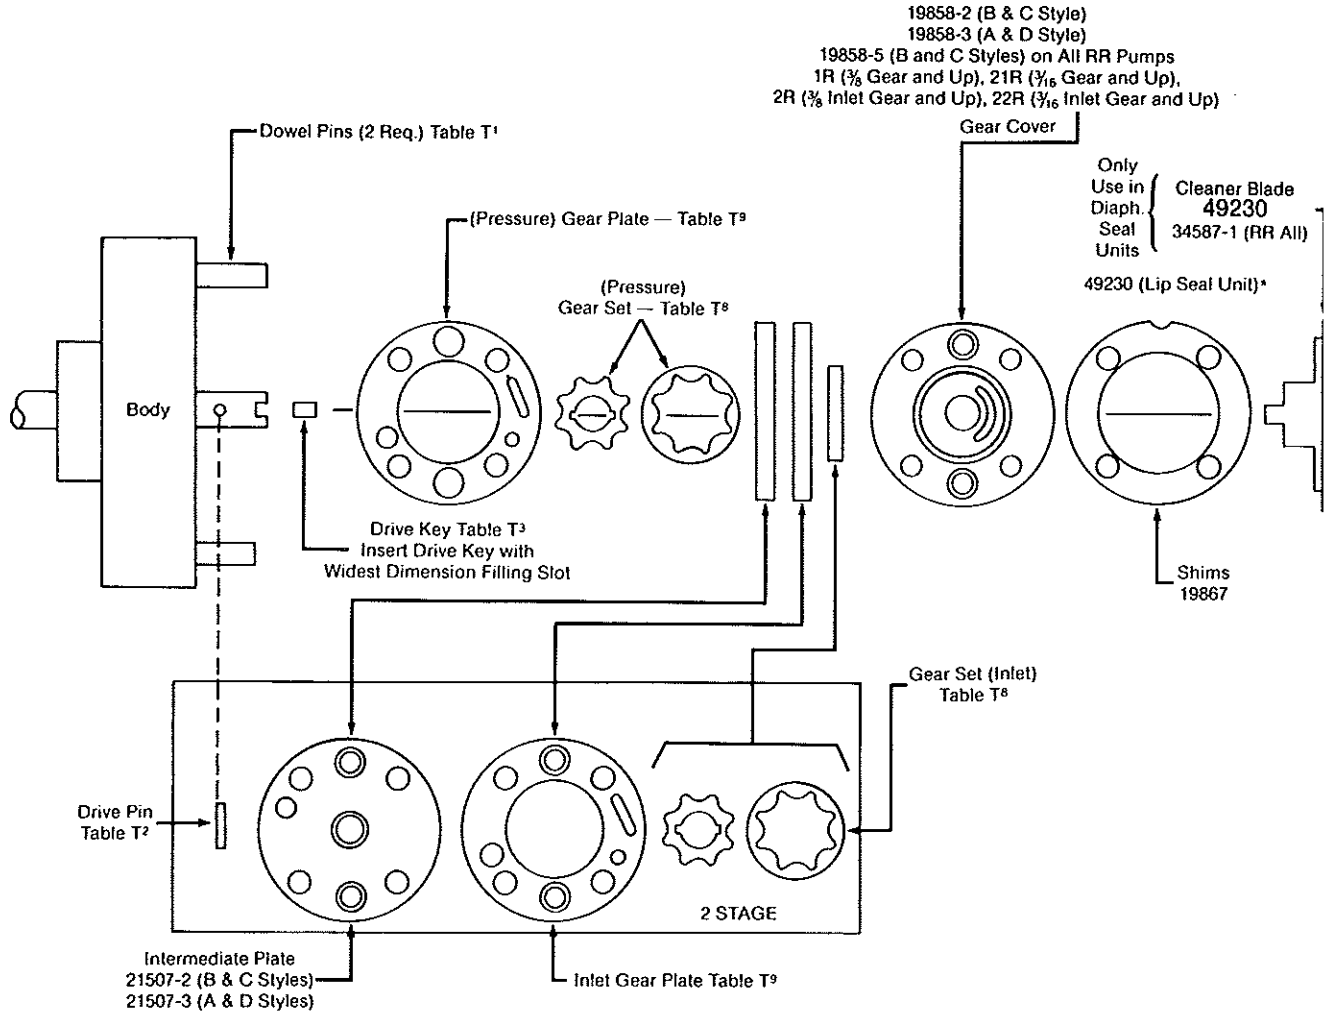 19858-2 (B & C Style)
19858-3 (A & D Style)
19858-5 (B and C Styles) on All RR Pumps
1R (⅜ Gear and Up), 21R (3/16 Gear and Up),
2R (⅜ Inlet Gear and Up), 22R (3/16 Inlet Gear and Up)
Gear Cover
Dowel Pins (2 Req.) Table T¹
Only
Use in
Diaph.
Seal
Units
Cleaner Blade
49230
34587-1 (RR All)
(Pressure) Gear Plate — Table T⁹
(Pressure)
Gear Set — Table T⁸
49230 (Lip Seal Unit)*
Body
Drive Key Table T³
Insert Drive Key with
Widest Dimension Filling Slot
Shims
19867
Gear Set (Inlet)
Table T⁸
Drive Pin
Table T²
2 STAGE
Intermediate Plate
21507-2 (B & C Styles)
21507-3 (A & D Styles)
Inlet Gear Plate Table T⁹